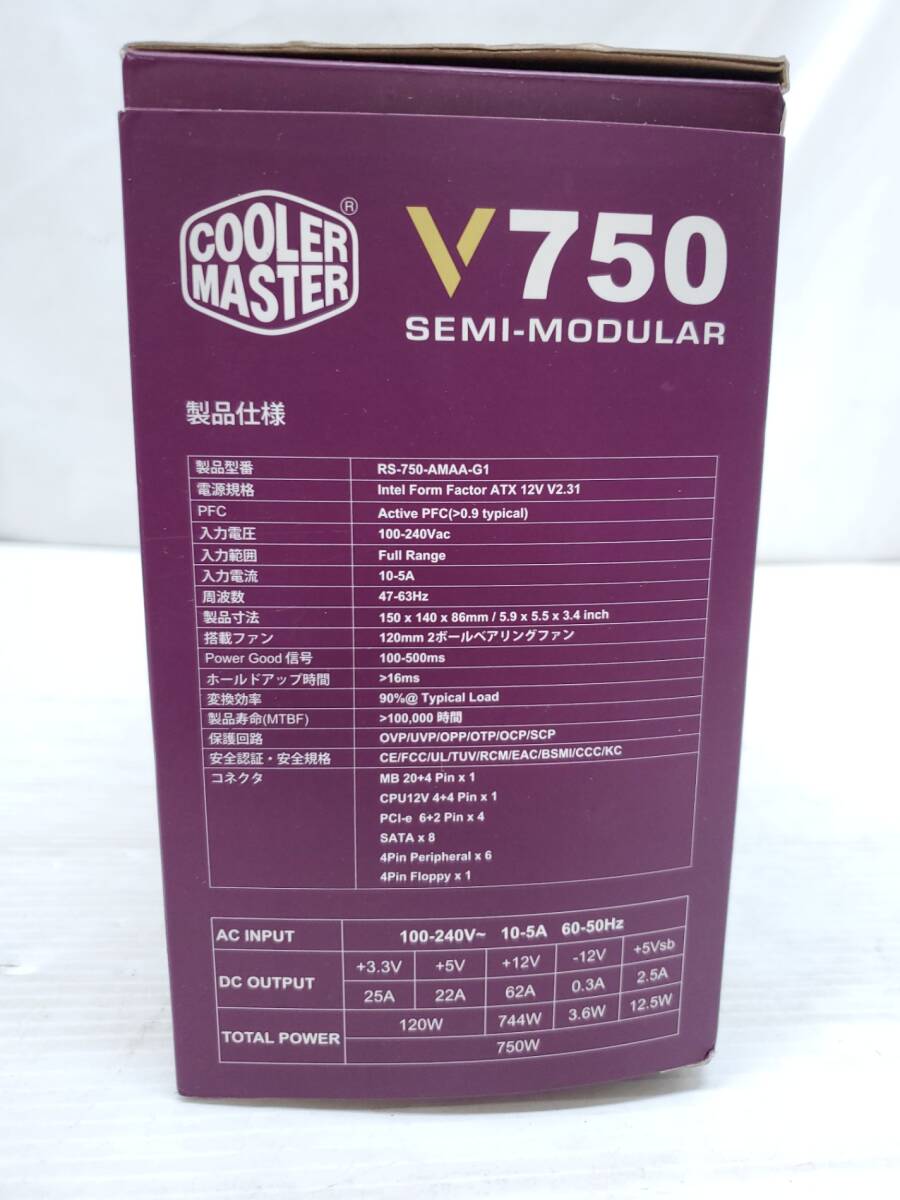 COOLER MASTER ®
V750
SEMI-MODULAR
製品仕様
製品型番 RS-750-AMAA-G1
電源規格 Intel Form Factor ATX 12V V2.31
PFC Active PFC(>0.9 typical)
入力電圧 100-240Vac
入力範囲 Full Range
入力電流 10-5A
周波数 47-63Hz
製品寸法 150 x 140 x 86mm / 5.9 x 5.5 x 3.4 inch
搭載ファン 120mm 2ボールベアリングファン
Power Good 信号 100-500ms
ホールドアップ時間 >16ms
変換効率 90%@ Typical Load
製品寿命(MTBF) >100,000 時間
保護回路 OVP/UVP/OPP/OTP/OCP/SCP
安全認証・安全規格 CE/FCC/UL/TUV/RCM/EAC/BSMI/CCC/KC
コネクタ MB 20+4 Pin x 1
CPU12V 4+4 Pin x 1
PCI-e 6+2 Pin x 4
SATA x 8
4Pin Peripheral x 6
4Pin Floppy x 1
AC INPUT 100-240V~ 10-5A 60-50Hz
DC OUTPUT +3.3V +5V +12V -12V +5Vsb
25A 22A 62A 0.3A 2.5A
TOTAL POWER 120W 744W 3.6W 12.5W
750W